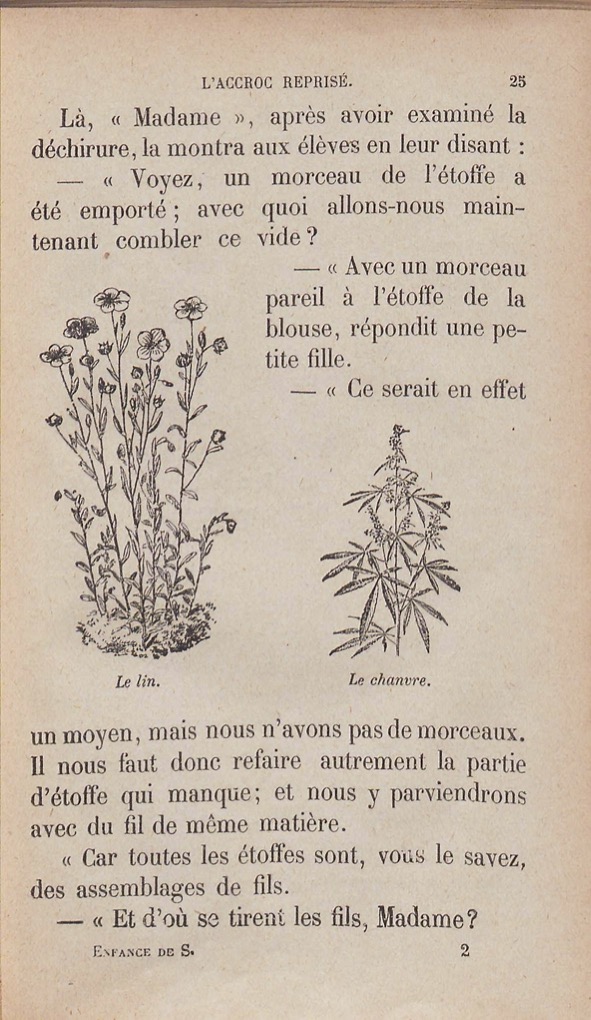 L'ACCROC REPRISÉ. 25
Là, « Madame », après avoir examiné la
déchirure, la montra aux élèves en leur disant :
— « Voyez, un morceau de l'étoffe a
été emporté ; avec quoi allons-nous main-
tenant combler ce vide ?
— « Avec un morceau
pareil à l'étoffe de la
blouse, répondit une pe-
tite fille.
— « Ce serait en effet
Le lin.
Le chanvre.
un moyen, mais nous n'avons pas de morceaux.
Il nous faut donc refaire autrement la partie
d'étoffe qui manque ; et nous y parviendrons
avec du fil de même matière.
« Car toutes les étoffes sont, vous le savez,
des assemblages de fils.
— « Et d'où se tirent les fils, Madame ?
ENFANCE DE S. 2